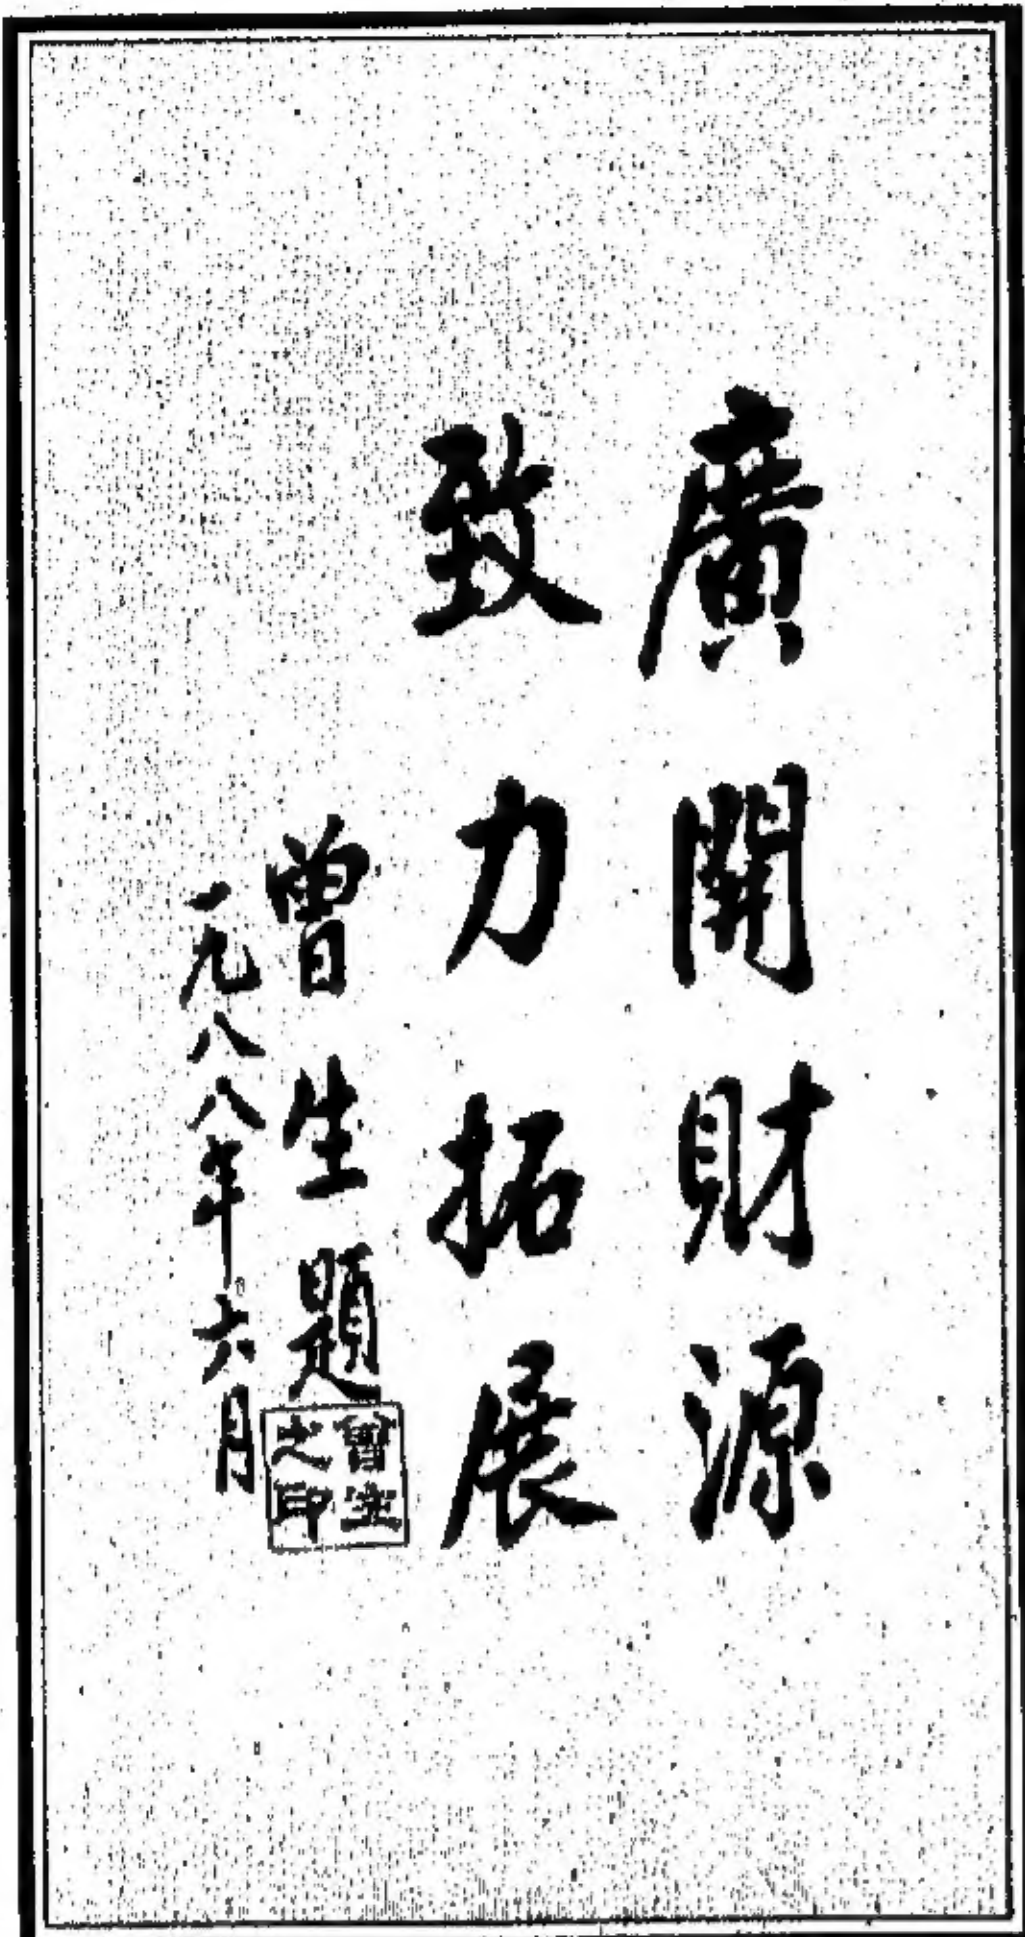 廣開財源
致力拓展
曾生題
一九八八年六月
曾生
之印